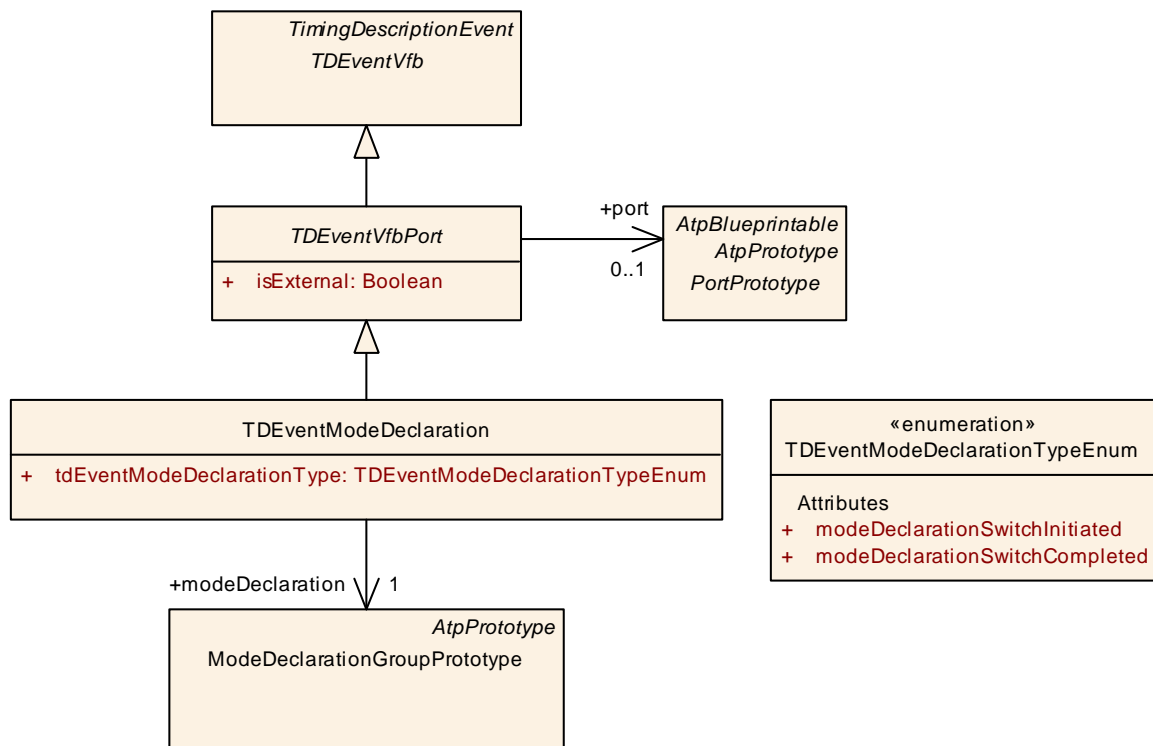 TimingDescriptionEvent
TDEventVfb
TDEventVfbPort
+ isExternal: Boolean
+port
0..1
AtpBlueprintable
AtpPrototype
PortPrototype
TDEventModeDeclaration
+ tdEventModeDeclarationType: TDEventModeDeclarationTypeEnum
«enumeration»
TDEventModeDeclarationTypeEnum
Attributes
+ modeDeclarationSwitchInitiated
+ modeDeclarationSwitchCompleted
+modeDeclaration 1
AtpPrototype
ModeDeclarationGroupPrototype